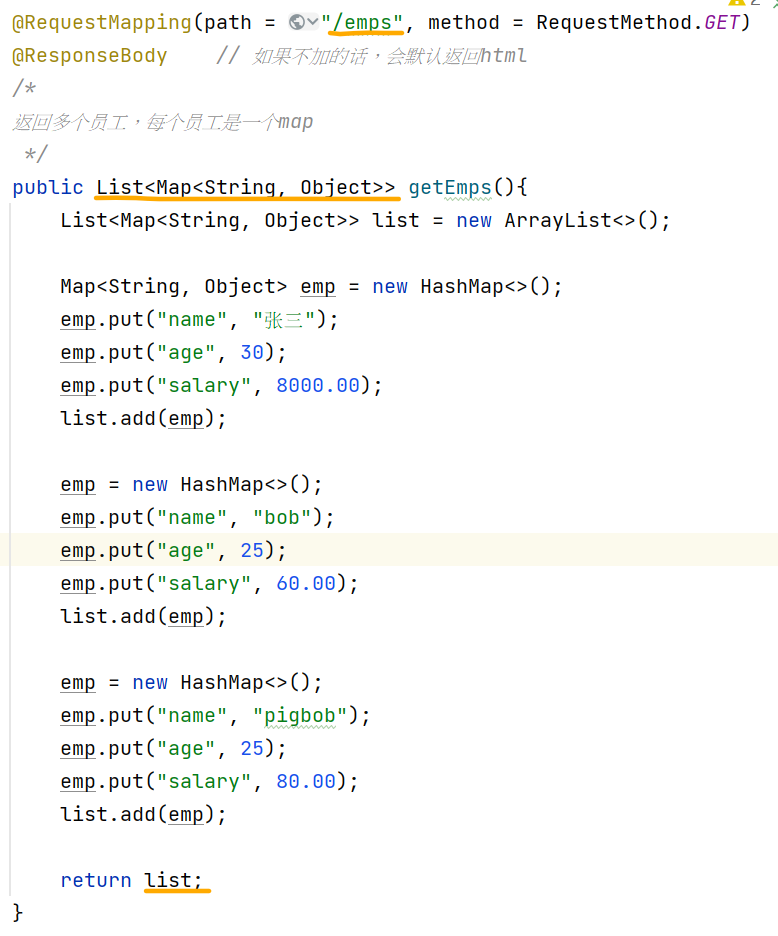 @RequestMapping(path = "/emps", method = RequestMethod.GET)
@ResponseBody    // 如果不加的话，会默认返回html
/*
返回多个员工，每个员工是一个map
 */
public List<Map<String, Object>> getEmps(){
    List<Map<String, Object>> list = new ArrayList<>();

    Map<String, Object> emp = new HashMap<>();
    emp.put("name", "张三");
    emp.put("age", 30);
    emp.put("salary", 8000.00);
    list.add(emp);

    emp = new HashMap<>();
    emp.put("name", "bob");
    emp.put("age", 25);
    emp.put("salary", 60.00);
    list.add(emp);

    emp = new HashMap<>();
    emp.put("name", "pigbob");
    emp.put("age", 25);
    emp.put("salary", 80.00);
    list.add(emp);

    return list;
}